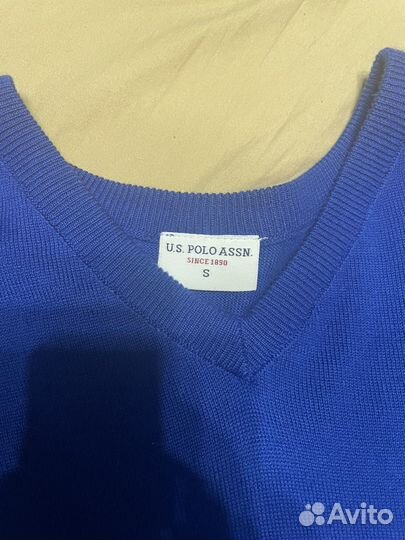 U.S. POLO ASSN.
SINCE 1890
S
Avito